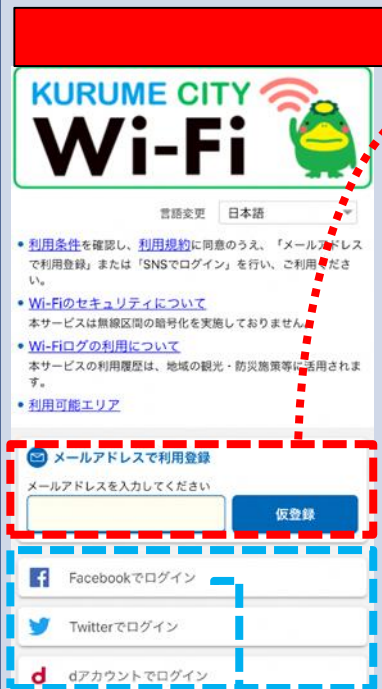 KURUME CITY
Wi-Fi
言語変更 日本語
• 利用条件を確認し、利用規約に同意のうえ、「メールアドレス
で利用登録」または「SNSでログイン」を行い、ご利用くださ
い。
• Wi-Fiのセキュリティについて
本サービスは無線区間の暗号化を実施しておりません。
• Wi-Fiログの利用について
本サービスの利用履歴は、地域の観光・防災施策等に活用されま
す。
• 利用可能エリア
メールアドレスで利用登録
メールアドレスを入力してください
仮登録
Facebookでログイン
Twitterでログイン
dアカウントでログイン